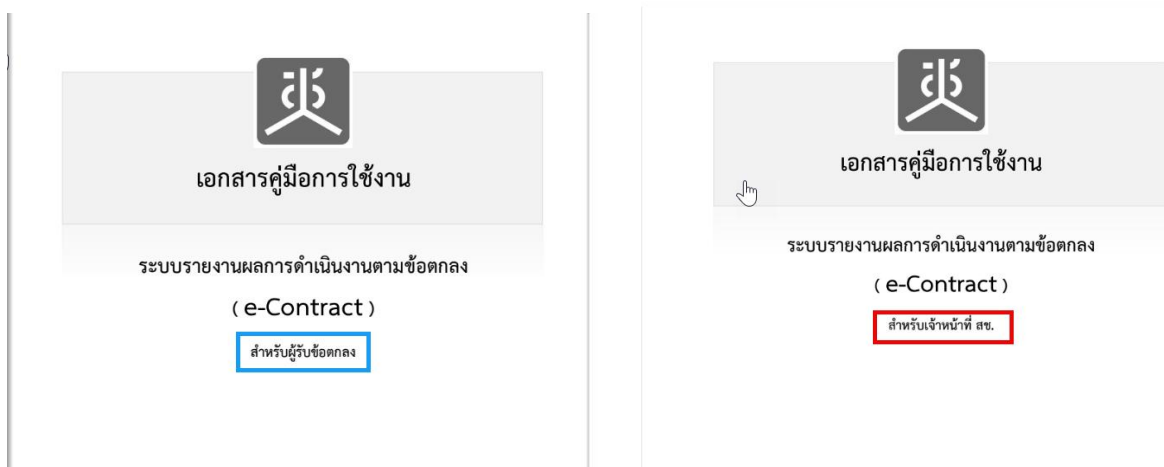 เอกสารคู่มือการใช้งาน
ระบบรายงานผลการดำเนินงานตามข้อตกลง
( e-Contract )
สำหรับผู้รับข้อตกลง
เอกสารคู่มือการใช้งาน
ระบบรายงานผลการดำเนินงานตามข้อตกลง
( e-Contract )
สำหรับเจ้าหน้าที่ สช.